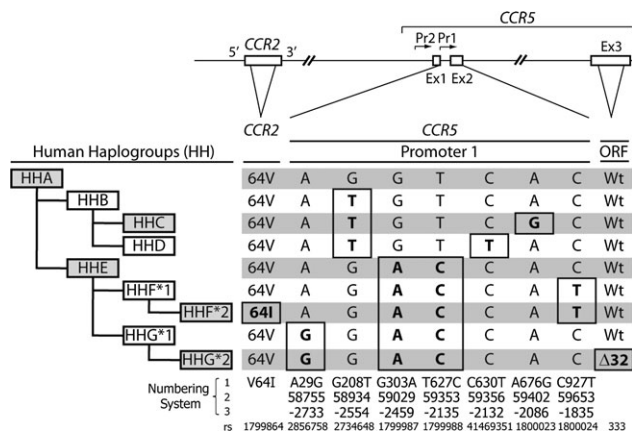 CCR5
Pr2 Pr1
5' CCR2 3'
Ex3
Ex1 Ex2
CCR2 CCR5
Human Haplogroups (HH) Promoter 1 ORF
HHA 64V A G G T C A C Wt
HHB 64V A T G T C A C Wt
HHC 64V A T G T C G C Wt
HHD 64V A T G T T A C Wt
HHE 64V A G A C C A C Wt
HHF*1 64V A G A C C A T Wt
HHF*2 64I A G A C C A T Wt
HHG*1 64V G G A C C A C Wt
HHG*2 64V G G A C C A C Δ32
Numbering System
1 V64I A29G G208T G303A T627C C630T A676G C927T
2 58755 58934 59029 59353 59356 59402 59653
3 -2733 -2554 -2459 -2135 -2132 -2086 -1835
rs 1799864 2856758 2734648 1799987 1799988 41469351 1800023 1800024 333